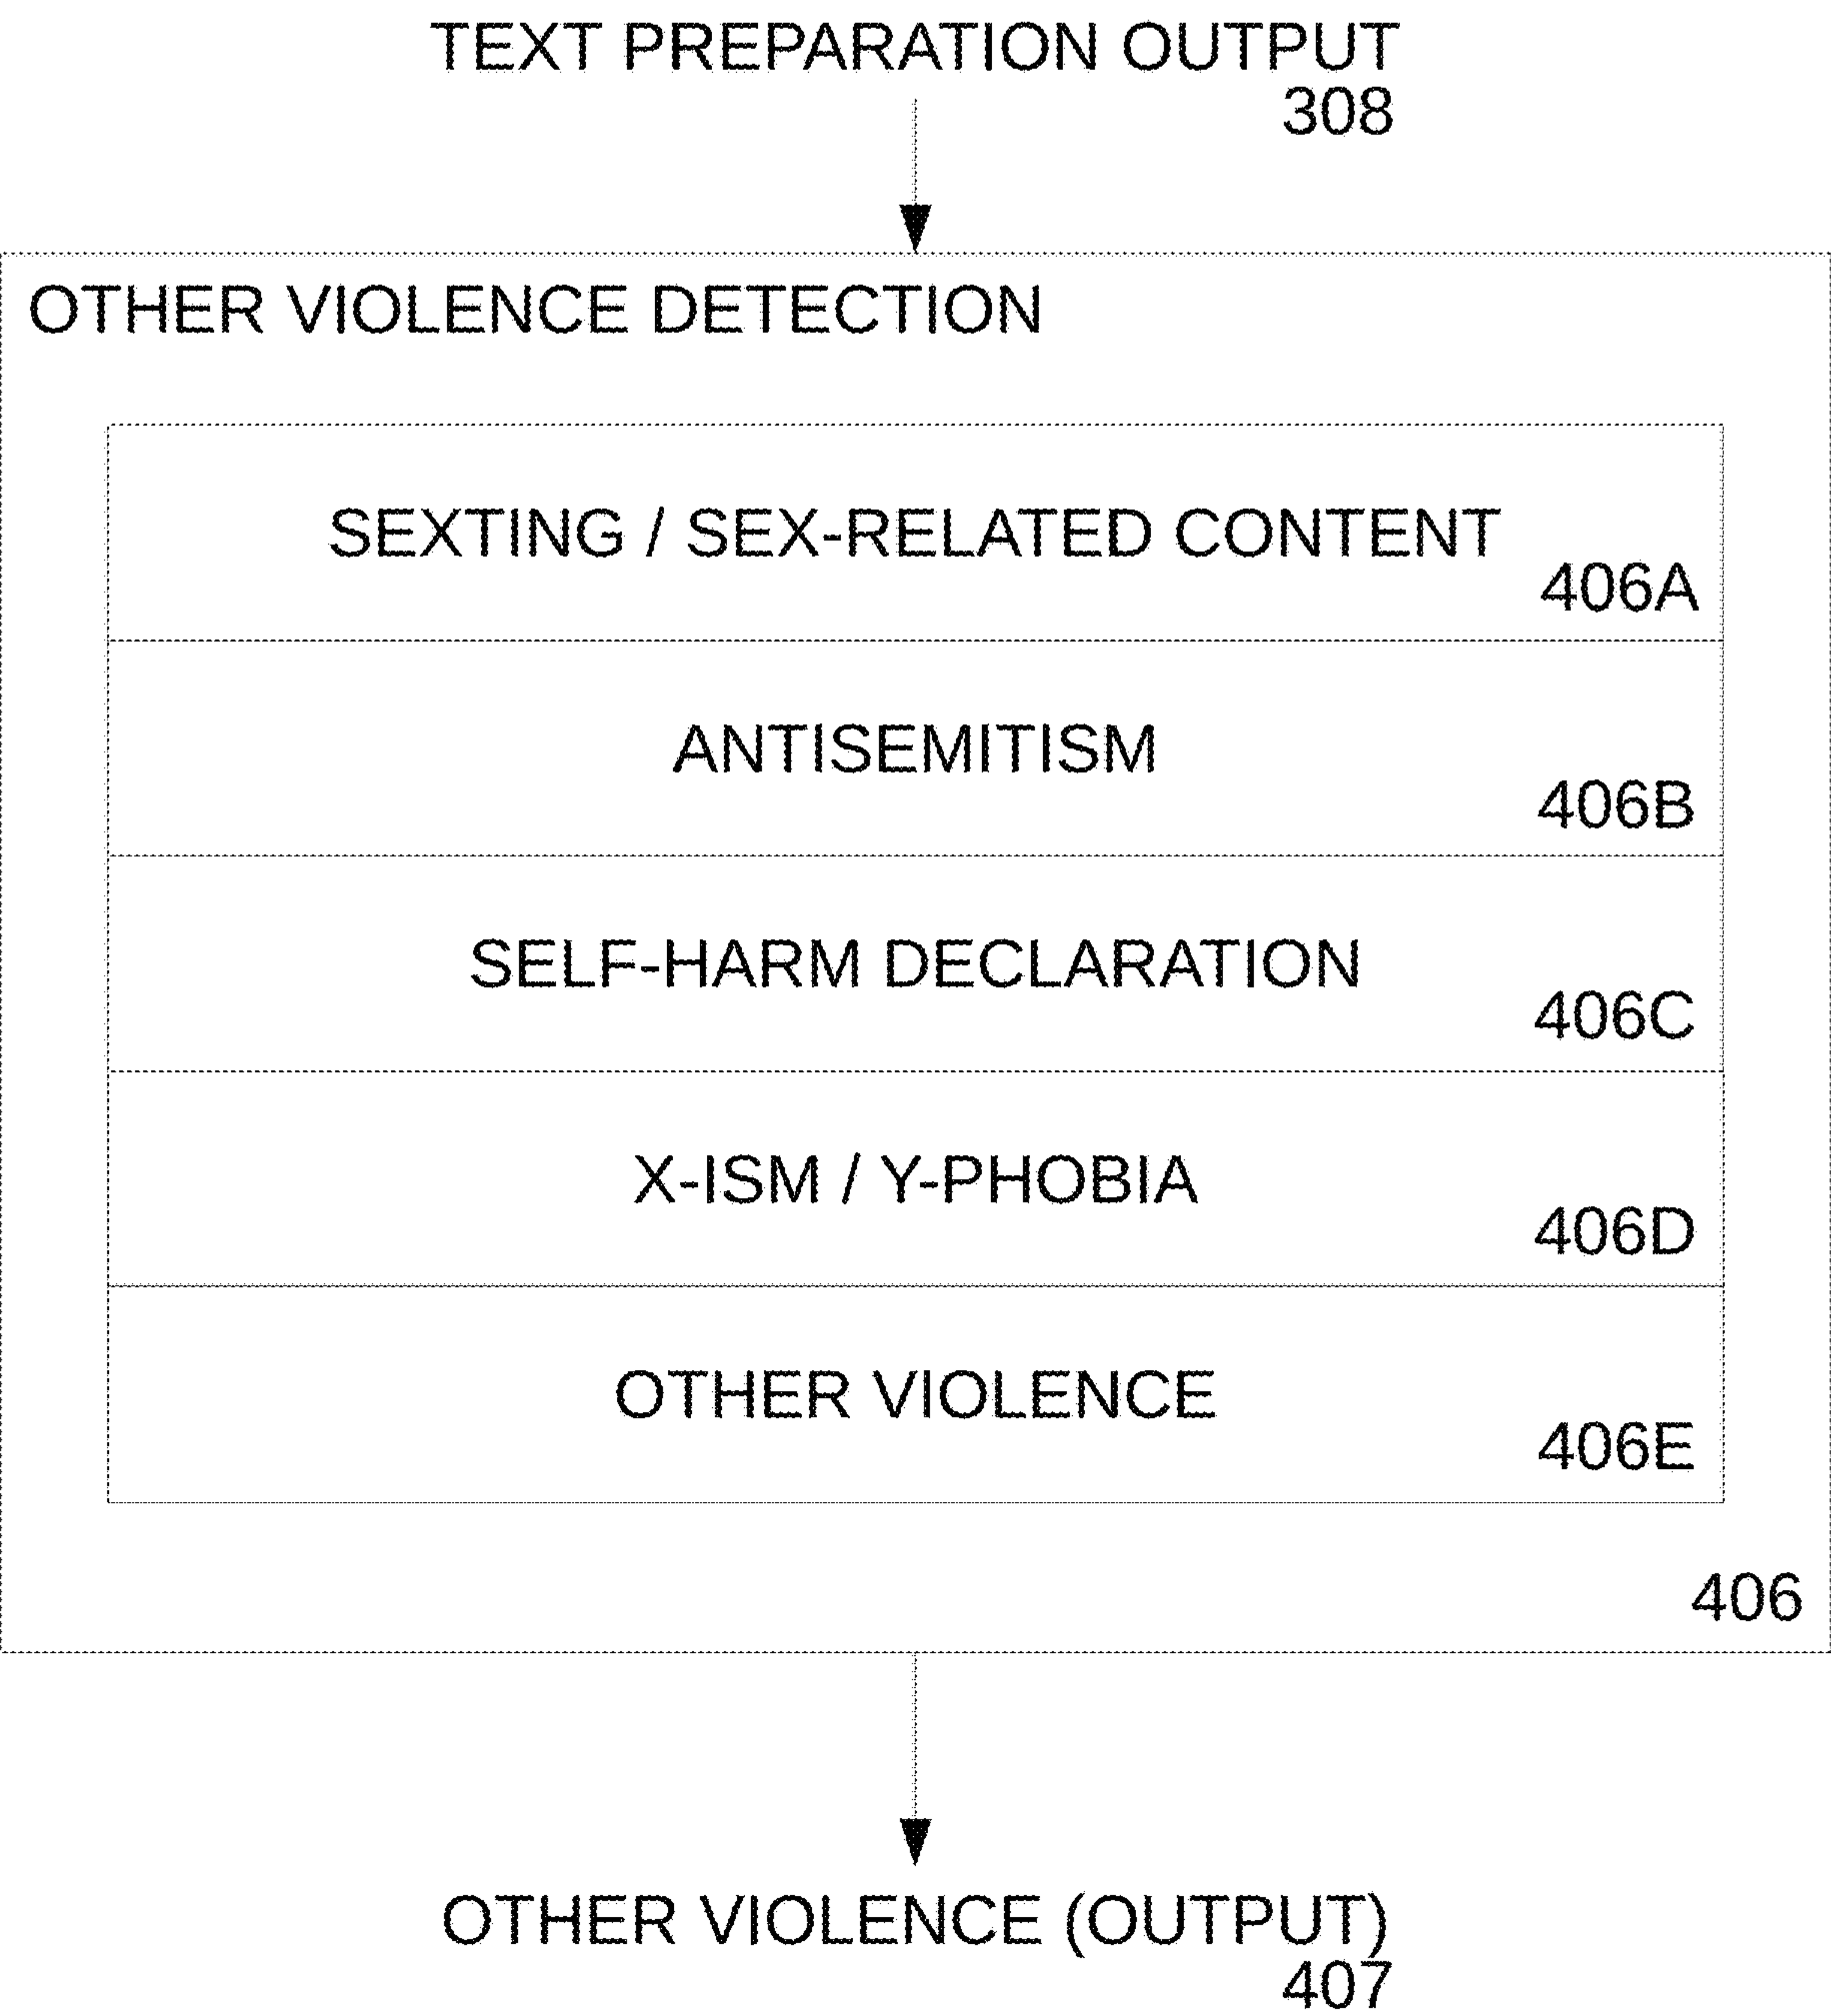 TEXT PREPARATION OUTPUT
308
OTHER VIOLENCE DETECTION
SEXTING / SEX-RELATED CONTENT
406A
ANTISEMITISM
406B
SELF-HARM DECLARATION
406C
X-ISM / Y-PHOBIA
406D
OTHER VIOLENCE
406E
406
OTHER VIOLENCE (OUTPUT)
407